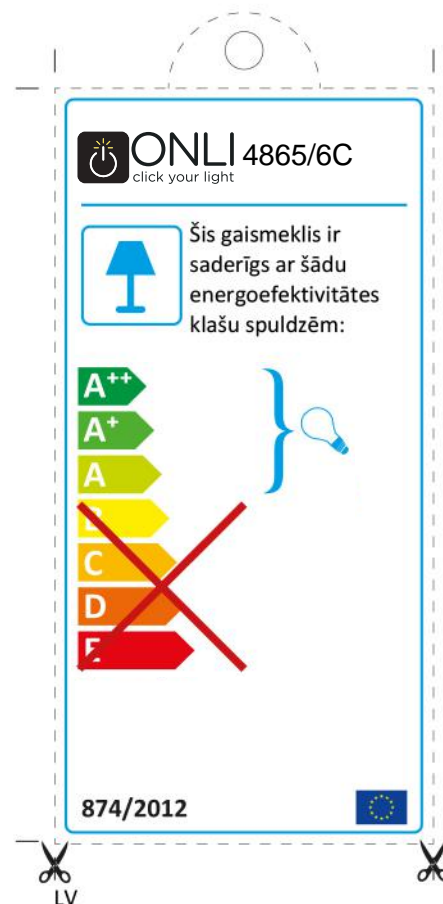 ONLI 4865/6C
click your light
Šis gaismeklis ir
saderīgs ar šādu
energoefektivitātes
klašu spuldzēm:
A++
A+
A
B
C
D
E
874/2012
LV